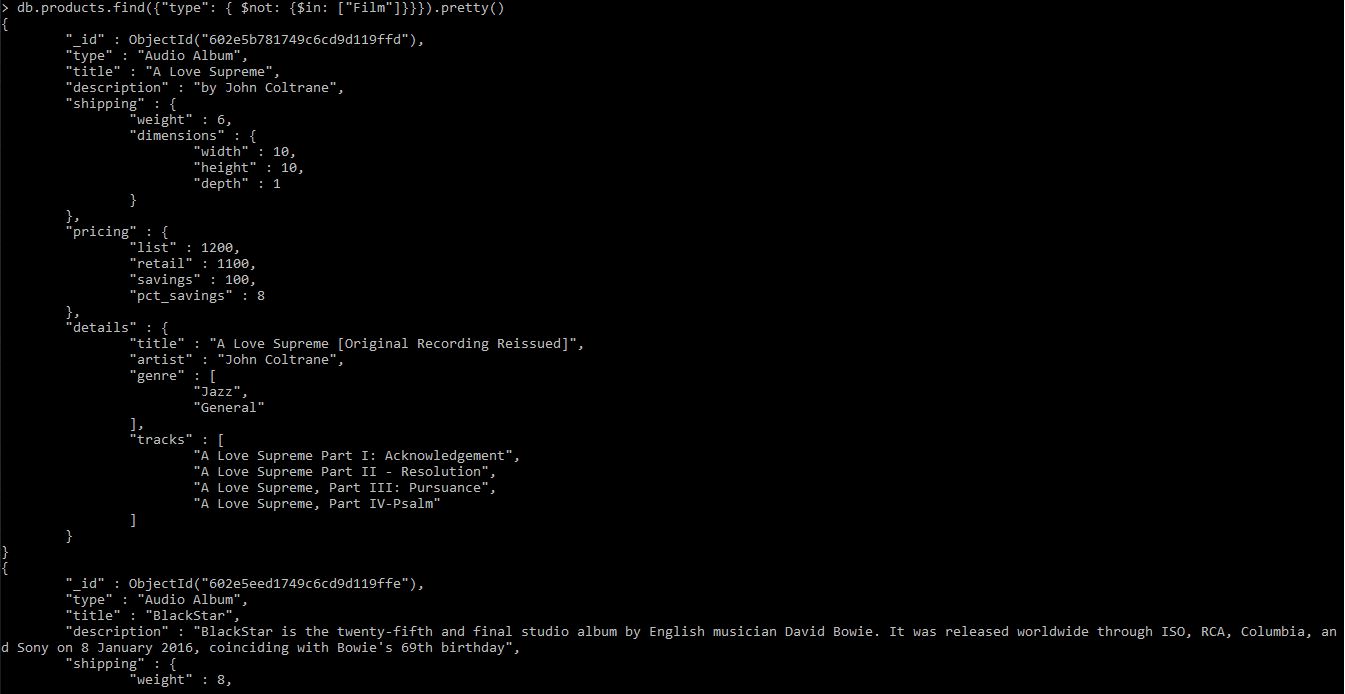 > db.products.find({"type": { $not: {$in: ["Film"]}}}).pretty()
{
        "_id" : ObjectId("602e5b781749c6cd9d119ffd"),
        "type" : "Audio Album",
        "title" : "A Love Supreme",
        "description" : "by John Coltrane",
        "shipping" : {
                "weight" : 6,
                "dimensions" : {
                        "width" : 10,
                        "height" : 10,
                        "depth" : 1
                }
        },
        "pricing" : {
                "list" : 1200,
                "retail" : 1100,
                "savings" : 100,
                "pct_savings" : 8
        },
        "details" : {
                "title" : "A Love Supreme [Original Recording Reissued]",
                "artist" : "John Coltrane",
                "genre" : [
                        "Jazz",
                        "General"
                ],
                "tracks" : [
                        "A Love Supreme Part I: Acknowledgement",
                        "A Love Supreme Part II - Resolution",
                        "A Love Supreme, Part III: Pursuance",
                        "A Love Supreme, Part IV-Psalm"
                ]
        }
}
{
        "_id" : ObjectId("602e5eed1749c6cd9d119ffe"),
        "type" : "Audio Album",
        "title" : "BlackStar",
        "description" : "BlackStar is the twenty-fifth and final studio album by English musician David Bowie. It was released worldwide through ISO, RCA, Columbia, an
d Sony on 8 January 2016, coinciding with Bowie's 69th birthday",
        "shipping" : {
                "weight" : 8,